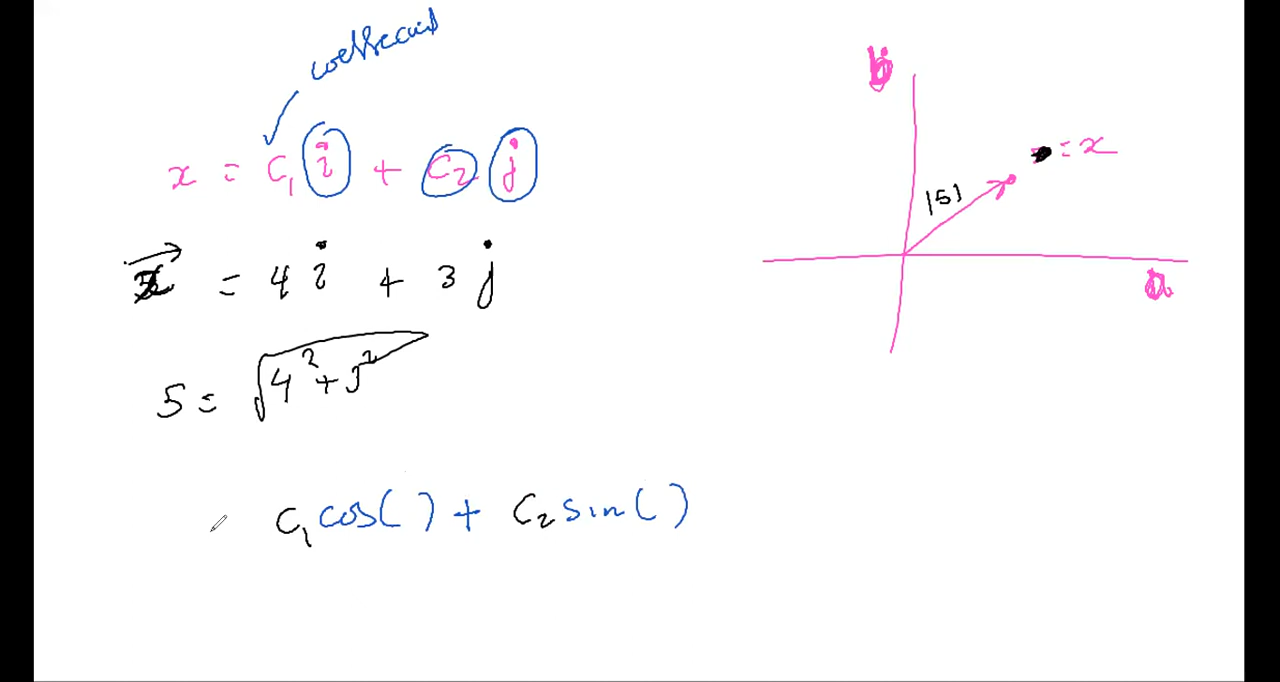 coefficient
x = C₁ i + C₂ j
= 4 i + 3 j
5 = √4² + 3²
C₁ cos( ) + C₂ sin( )
|5|
= x